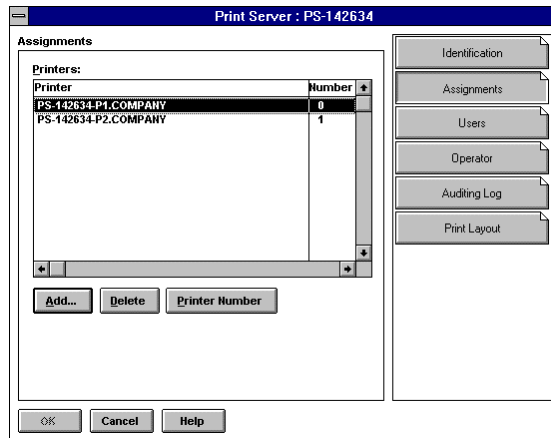 Print Server : PS-142634
Assignments
Printers:
Printer Number
PS-142634-P1.COMPANY 0
PS-142634-P2.COMPANY 1
Add... Delete Printer Number
Identification
Assignments
Users
Operator
Auditing Log
Print Layout
OK Cancel Help